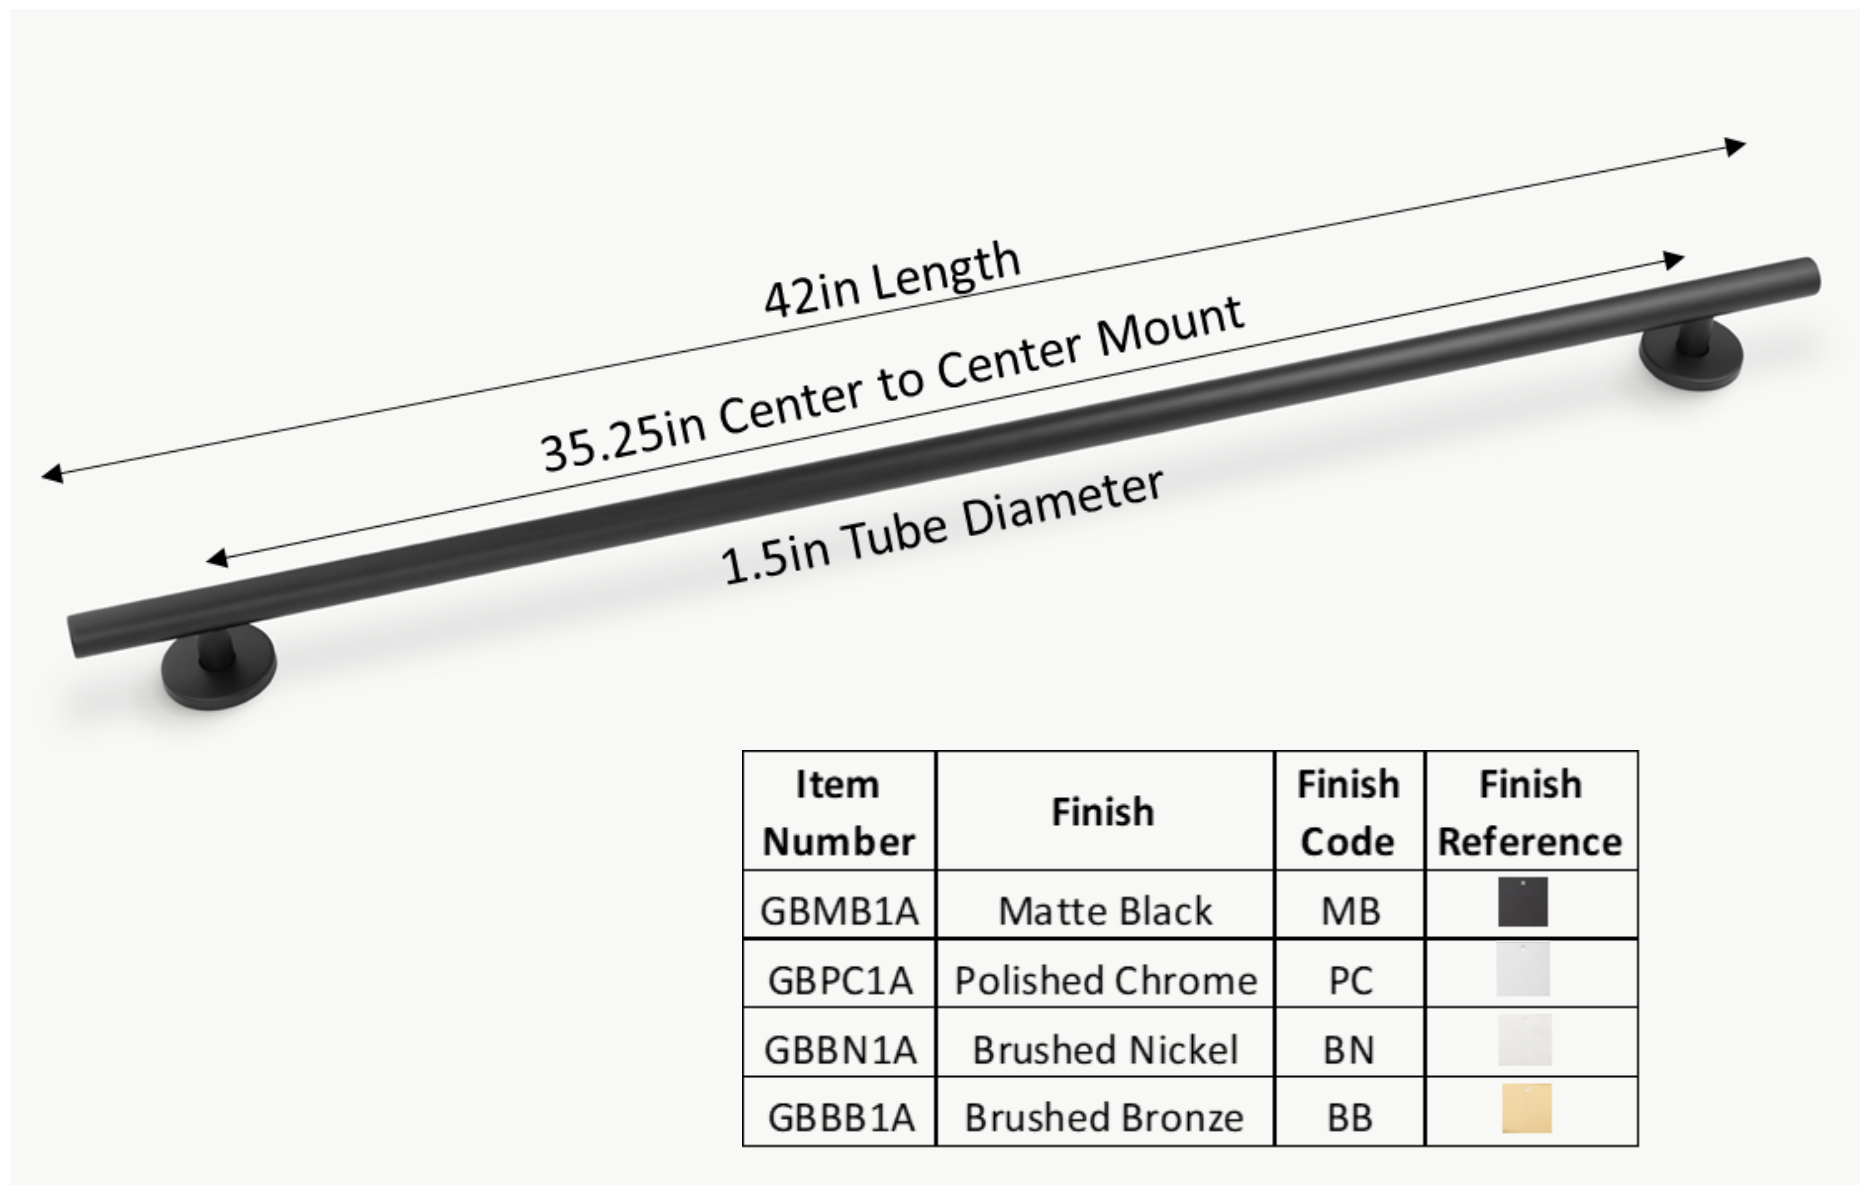 42in Length
35.25in Center to Center Mount
1.5in Tube Diameter
Item Number Finish Finish Code Finish Reference
GBMB1A Matte Black MB
GBPC1A Polished Chrome PC
GBBN1A Brushed Nickel BN
GBBB1A Brushed Bronze BB